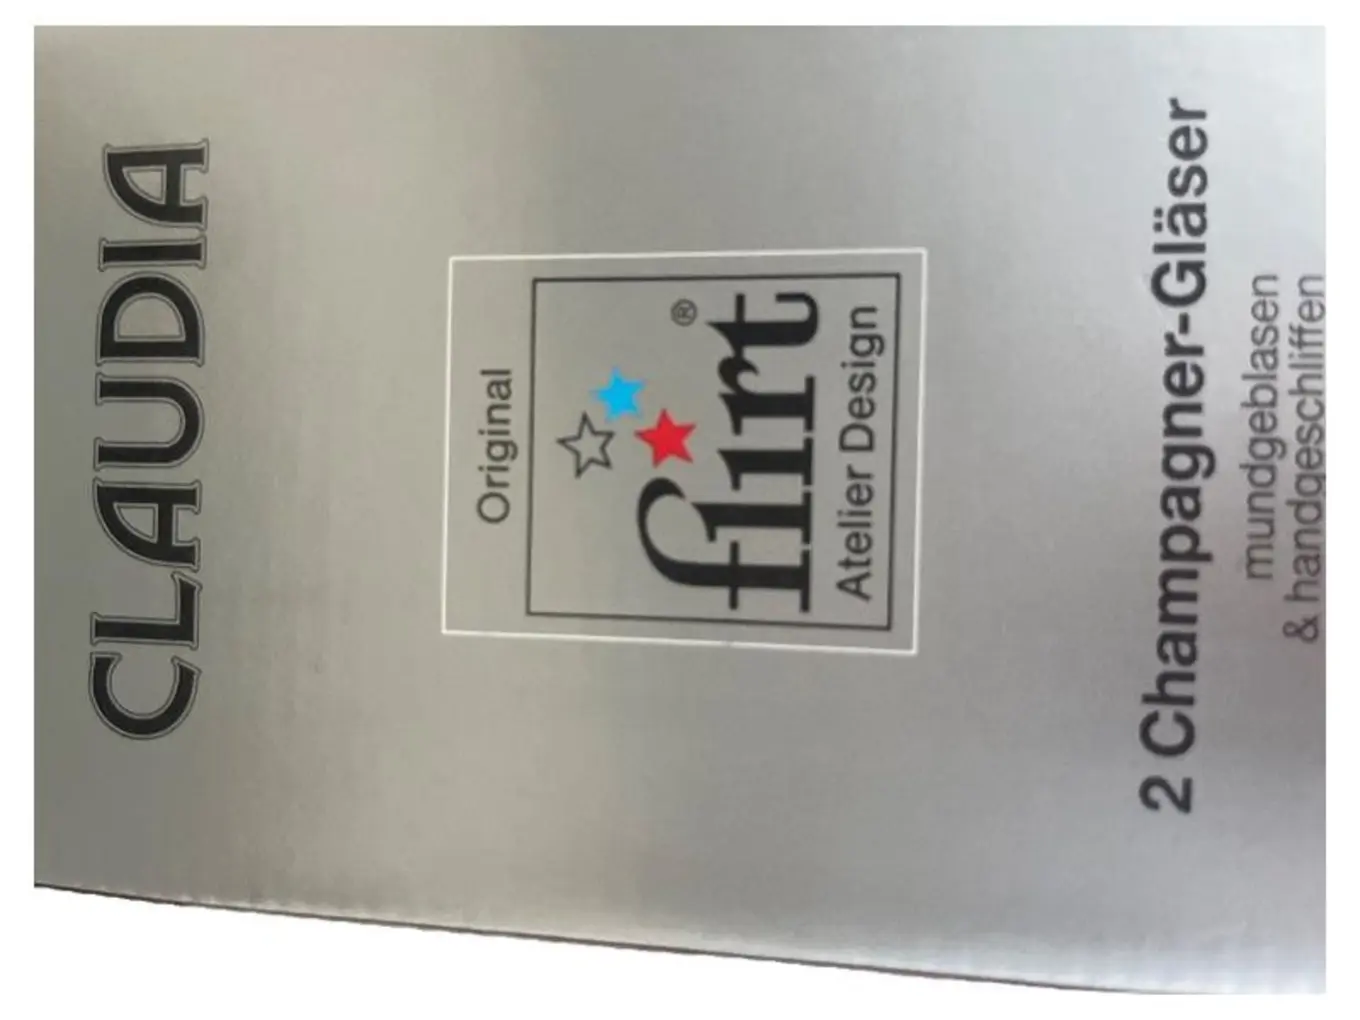 CLAUDIA
Original
flirt®
Atelier Design
2 Champagner-Gläser
mundgeblasen
& handgeschliffen